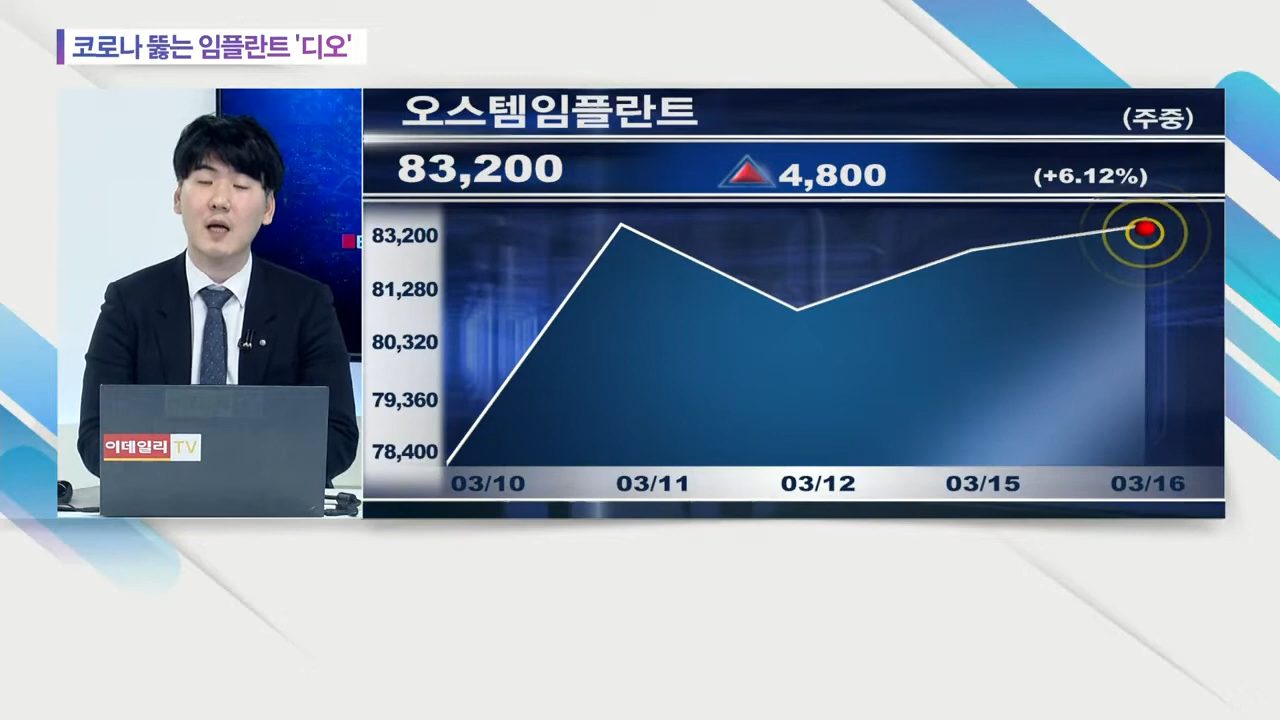 코로나 뚫는 임플란트 '디오'
오스템임플란트
(주중)
83,200
4,800
(+6.12%)
83,200
81,280
80,320
79,360
78,400
03/10 03/11 03/12 03/15 03/16
이데일리 TV